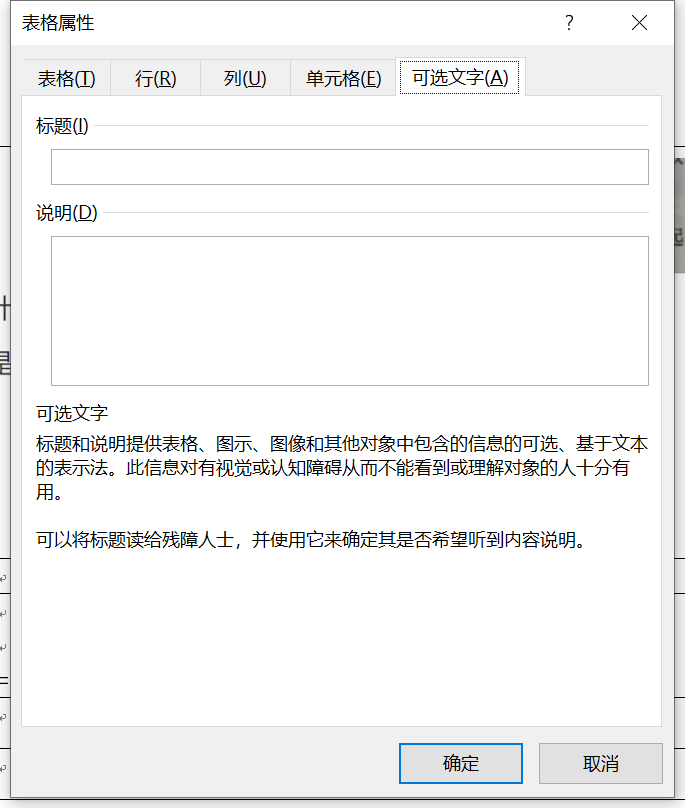 表格属性
表格(T) 行(R) 列(U) 单元格(E) 可选文字(A)
标题(I)
说明(D)
可选文字
标题和说明提供表格、图示、图像和其他对象中包含的信息的可选、基于文本
的表示法。此信息对有视觉或认知障碍从而不能看到或理解对象的人十分有
用。
可以将标题读给残障人士，并使用它来确定其是否希望听到内容说明。
确定 取消